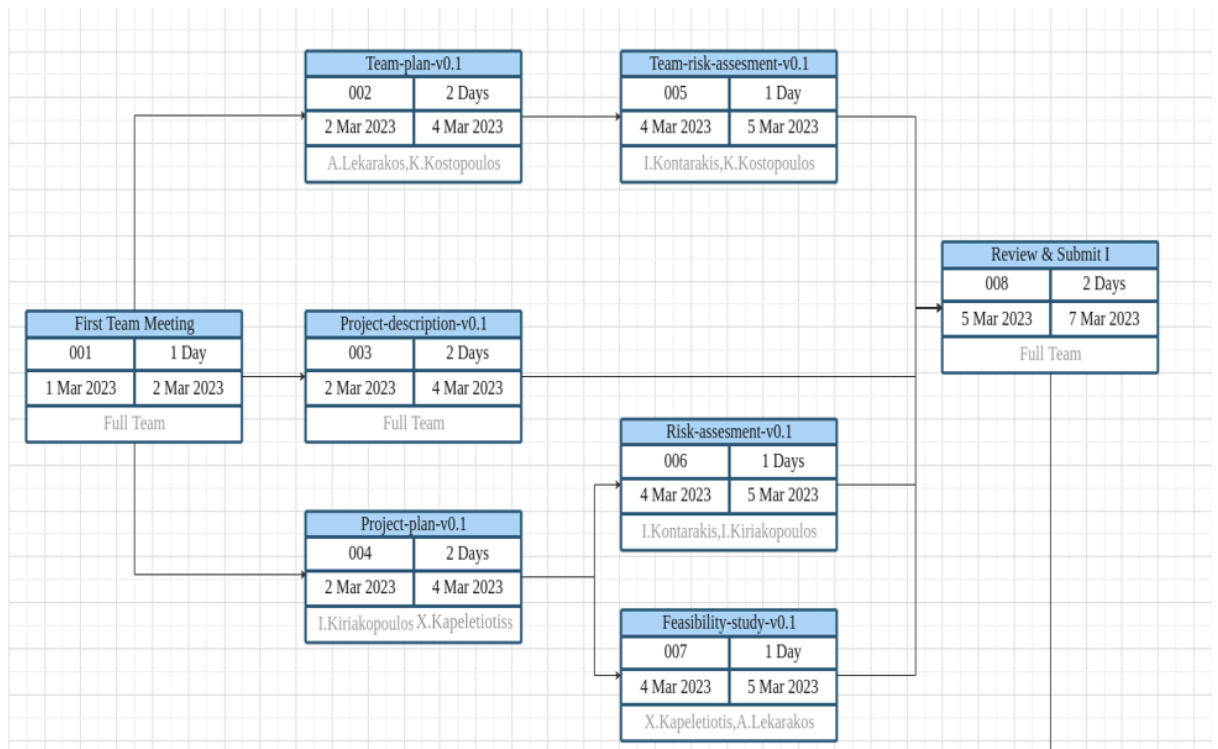 Team-plan-v0.1
002 2 Days
2 Mar 2023 4 Mar 2023
A.Lekarakos,K.Kostopoulos
Team-risk-assesment-v0.1
005 1 Day
4 Mar 2023 5 Mar 2023
I.Kontarakis,K.Kostopoulos
Review & Submit I
008 2 Days
5 Mar 2023 7 Mar 2023
Full Team
First Team Meeting
001 1 Day
1 Mar 2023 2 Mar 2023
Full Team
Project-description-v0.1
003 2 Days
2 Mar 2023 4 Mar 2023
Full Team
Risk-assesment-v0.1
006 1 Days
4 Mar 2023 5 Mar 2023
I.Kontarakis,I.Kiriakopoulos
Project-plan-v0.1
004 2 Days
2 Mar 2023 4 Mar 2023
I.Kiriakopoulos X.Kapeletiotiss
Feasibility-study-v0.1
007 1 Day
4 Mar 2023 5 Mar 2023
X.Kapeletiotis,A.Lekarakos